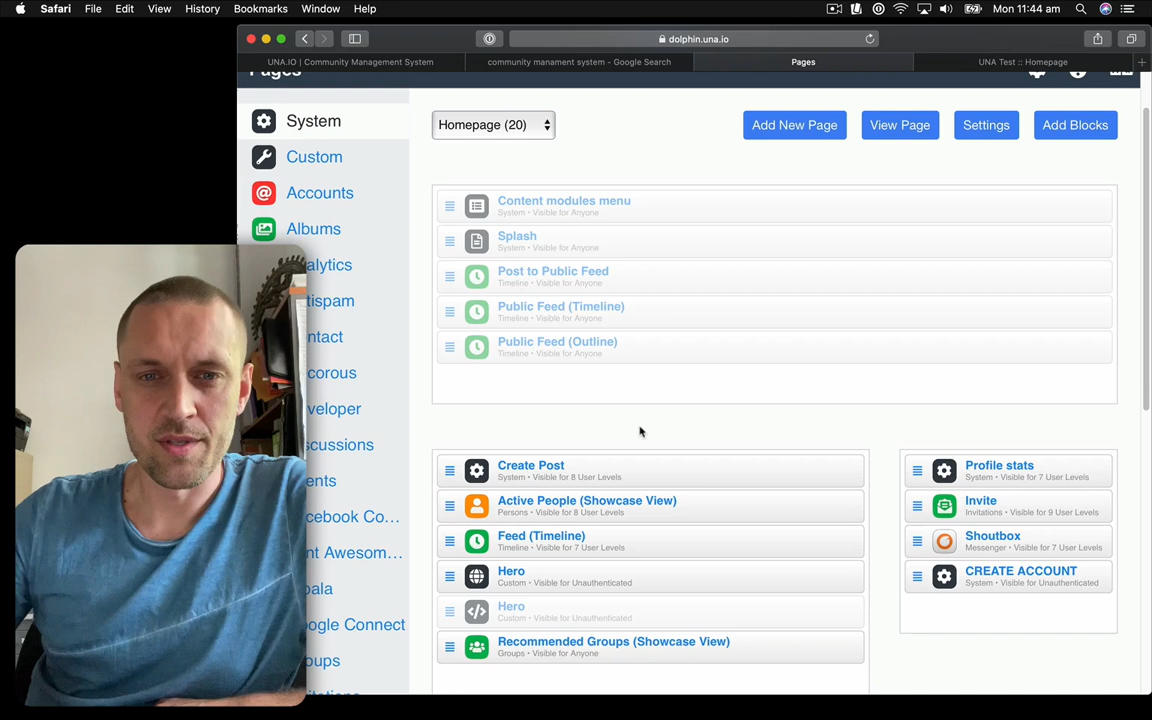 Safari File Edit View History Bookmarks Window Help Mon 11:44 am
dolphin.una.io
UNA.IO | Community Management System
community manament system - Google Search
Pages
UNA Test :: Homepage
Pages
System
Custom
Accounts
Albums
alytics
tispam
ntact
corous
veloper
scussions
ents
cebook Co...
nt Awesom...
pala
ogle Connect
oups
Homepage (20)
Add New Page
View Page
Settings
Add Blocks
Content modules menu
System • Visible for Anyone
Splash
System • Visible for Anyone
Post to Public Feed
Timeline • Visible for Anyone
Public Feed (Timeline)
Timeline • Visible for Anyone
Public Feed (Outline)
Timeline • Visible for Anyone
Create Post
System • Visible for 8 User Levels
Active People (Showcase View)
Persons • Visible for 8 User Levels
Feed (Timeline)
Timeline • Visible for 7 User Levels
Hero
Custom • Visible for Unauthenticated
Hero
Custom • Visible for Unauthenticated
Recommended Groups (Showcase View)
Groups • Visible for Anyone
Profile stats
System • Visible for 7 User Levels
Invite
Invitations • Visible for 9 User Levels
Shoutbox
Messenger • Visible for 7 User Levels
CREATE ACCOUNT
System • Visible for Unauthenticated